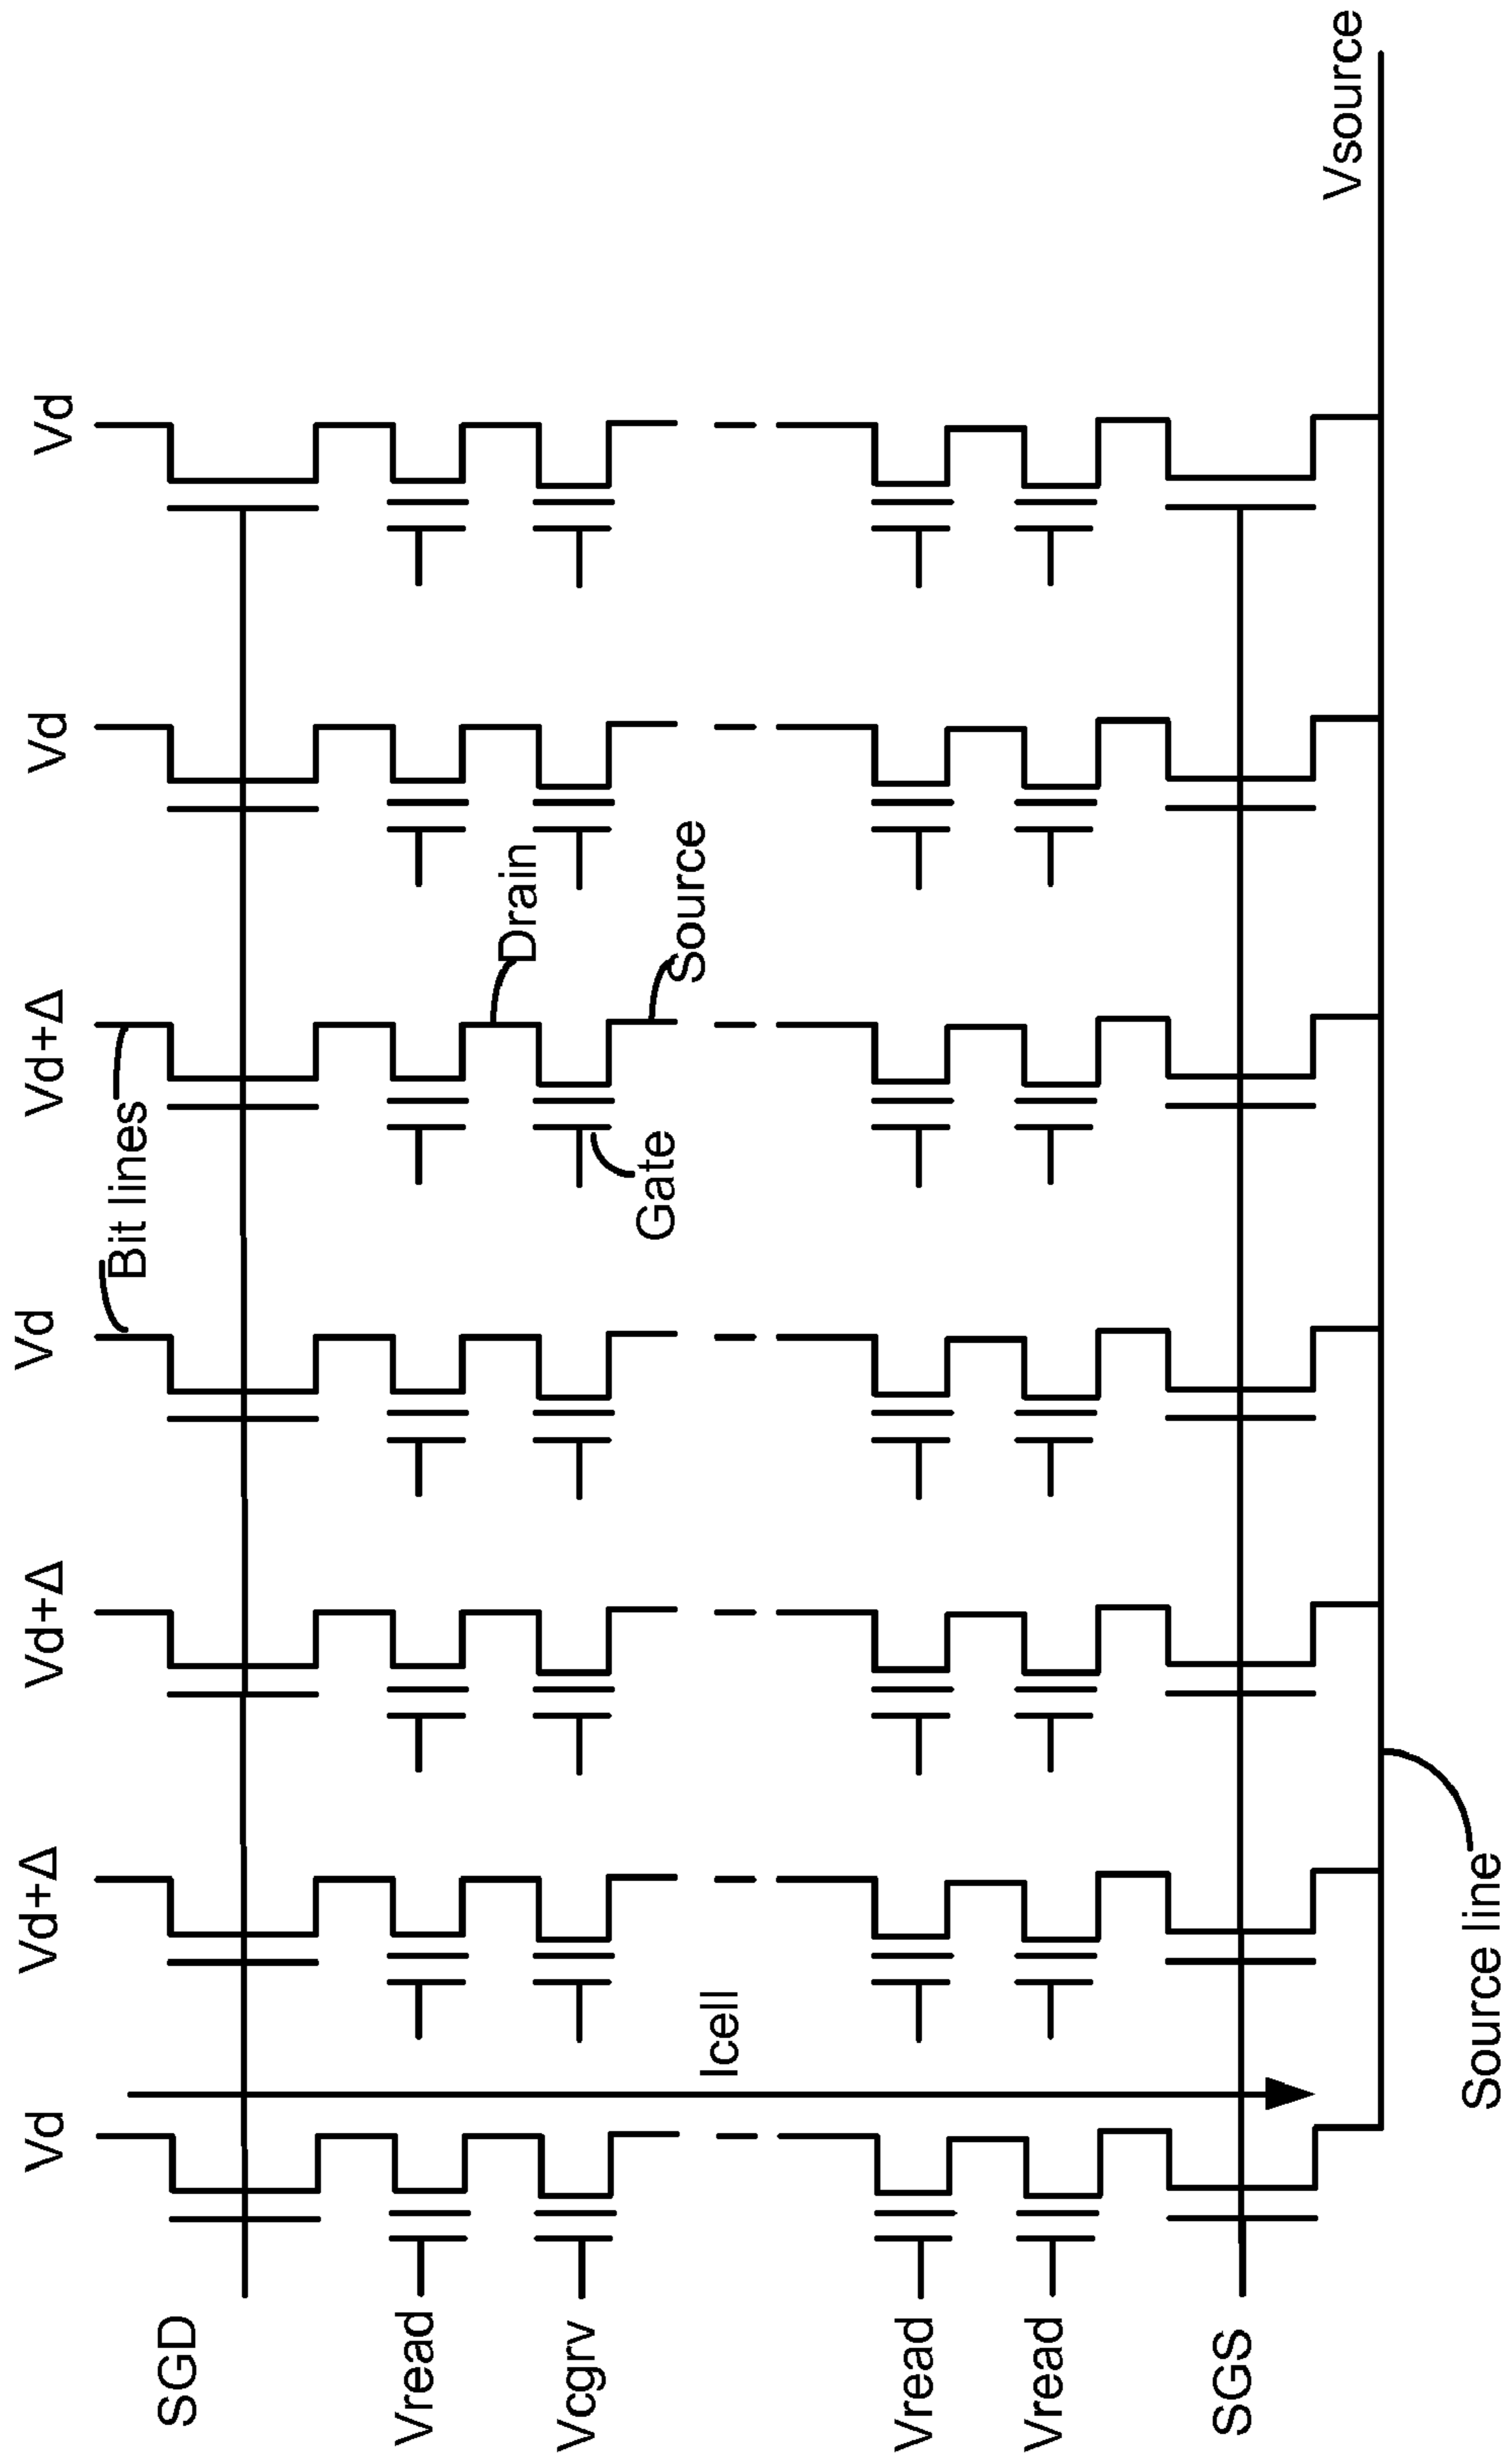 Vd
Vd+Δ
Vd+Δ
Vd
Vd+Δ
Vd
Vd
Bit lines
SGD
Vread
Drain
Vcgrv
Gate
Source
Icell
Vread
Vread
SGS
Vsource
Source line